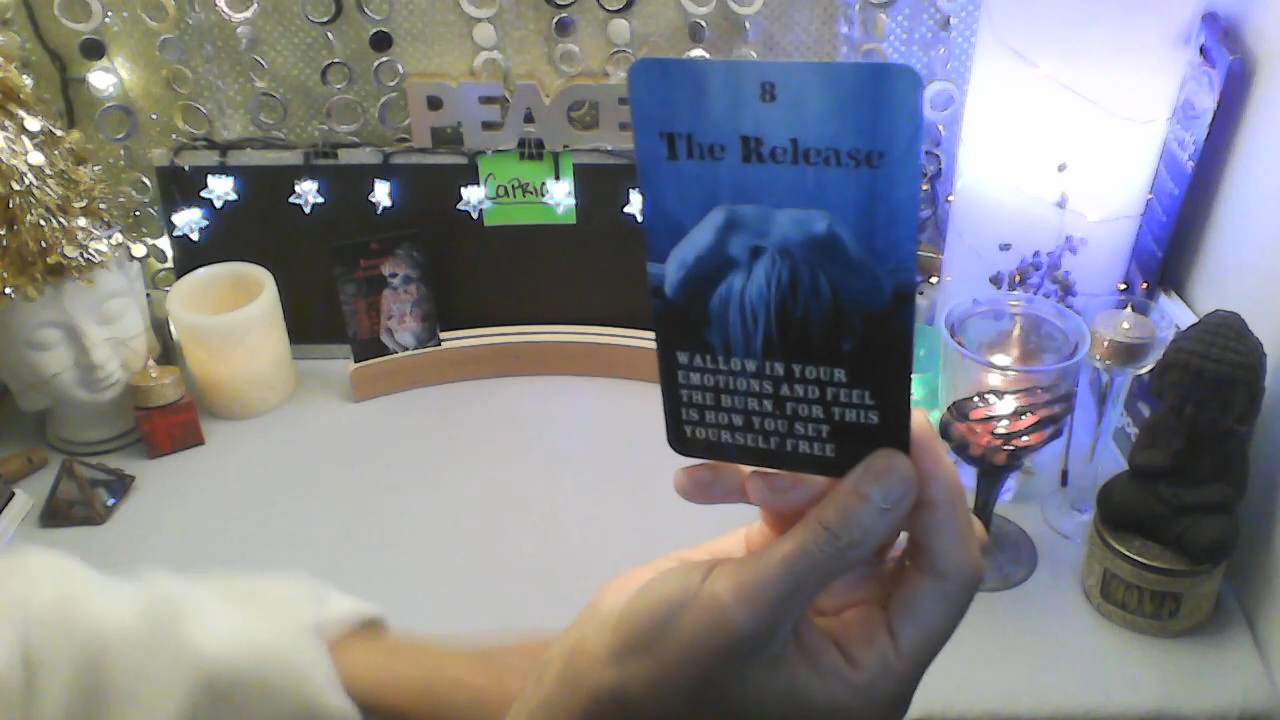 PEACE
Capric
8
The Release
WALLOW IN YOUR
EMOTIONS AND FEEL
THE BURN, FOR THIS
IS HOW YOU SET
YOURSELF FREE